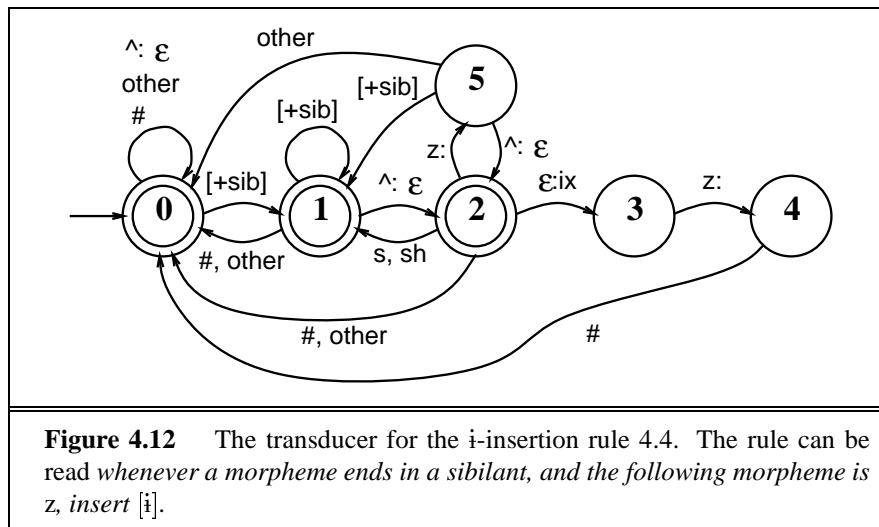 ^: ε
other
#
other
[+sib]
[+sib]
[+sib]
z:
^: ε
^: ε
ε:ix
z:
0
1
2
3
4
5
#, other
s, sh
#, other
#
Figure 4.12 The transducer for the ɨ-insertion rule 4.4. The rule can be
read whenever a morpheme ends in a sibilant, and the following morpheme is
z, insert [ɨ].